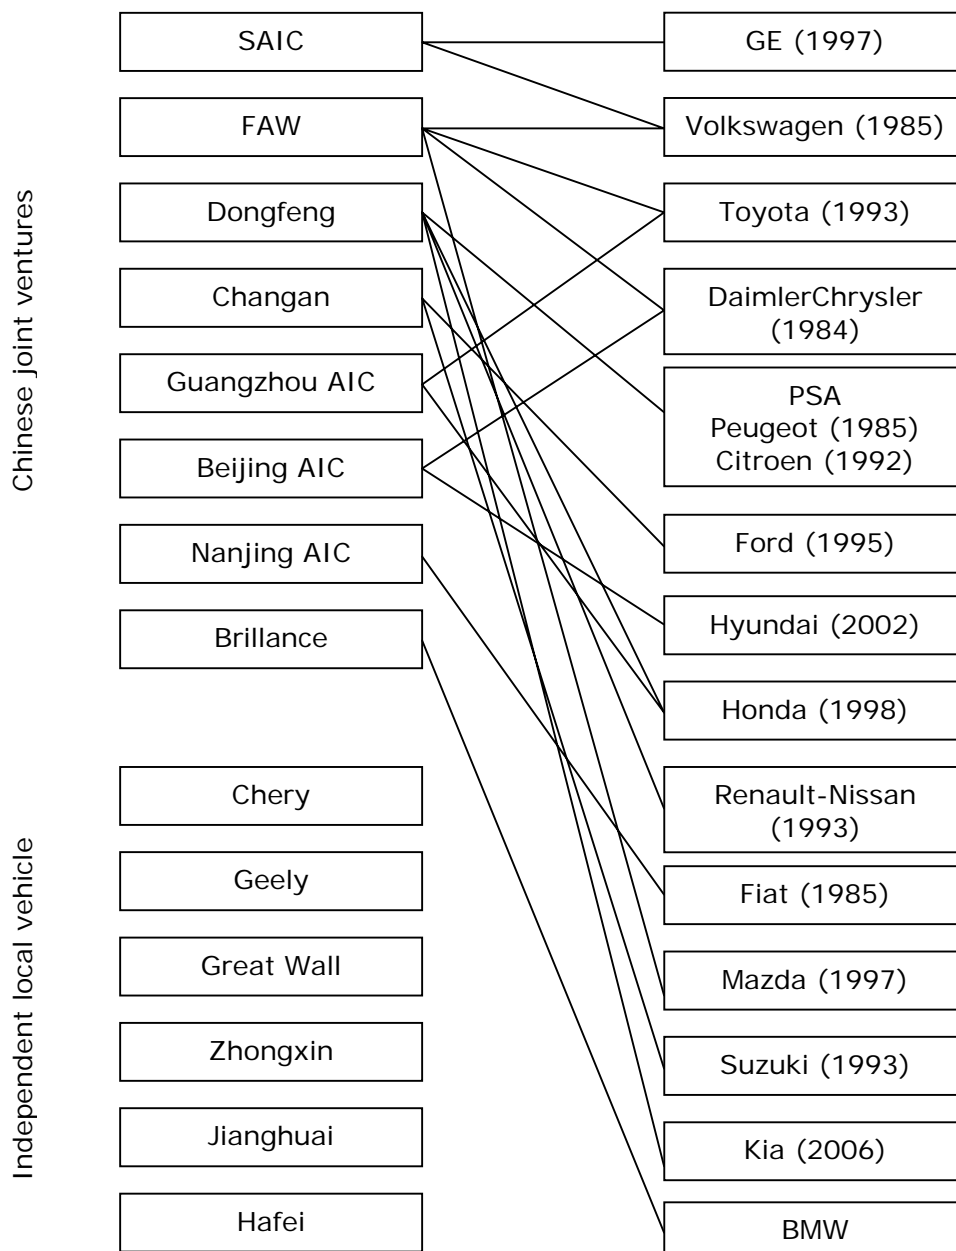 Chinese joint ventures
SAIC
FAW
Dongfeng
Changan
Guangzhou AIC
Beijing AIC
Nanjing AIC
Brillance
Independent local vehicle
Chery
Geely
Great Wall
Zhongxin
Jianghuai
Hafei
GE (1997)
Volkswagen (1985)
Toyota (1993)
DaimlerChrysler
(1984)
PSA
Peugeot (1985)
Citroen (1992)
Ford (1995)
Hyundai (2002)
Honda (1998)
Renault-Nissan
(1993)
Fiat (1985)
Mazda (1997)
Suzuki (1993)
Kia (2006)
BMW